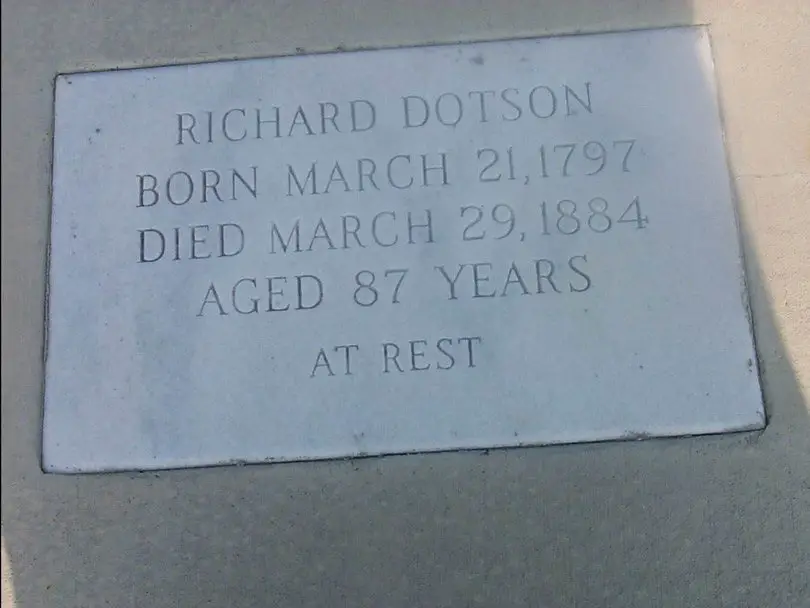 RICHARD DOTSON
BORN MARCH 21, 1797
DIED MARCH 29, 1884
AGED 87 YEARS
AT REST